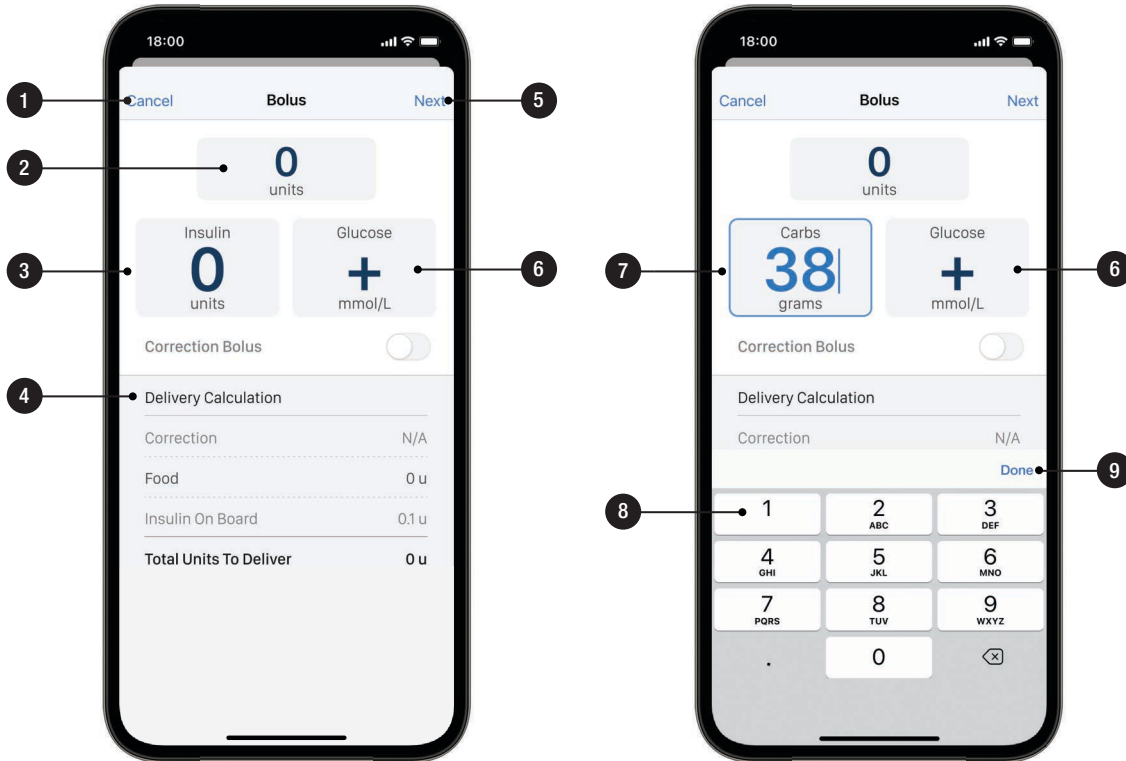 18:00
1
Cancel
Bolus
Next
5
2
0
units
3
Insulin
0
units
Glucose
+
mmol/L
6
Correction Bolus
4
Delivery Calculation
Correction N/A
Food 0 u
Insulin On Board 0.1 u
Total Units To Deliver 0 u
18:00
Cancel
Bolus
Next
0
units
7
Carbs
38
grams
Glucose
+
mmol/L
6
Correction Bolus
Delivery Calculation
Correction N/A
Done
9
8
1
2
ABC
3
DEF
4
GHI
5
JKL
6
MNO
7
PQRS
8
TUV
9
WXYZ
.
0